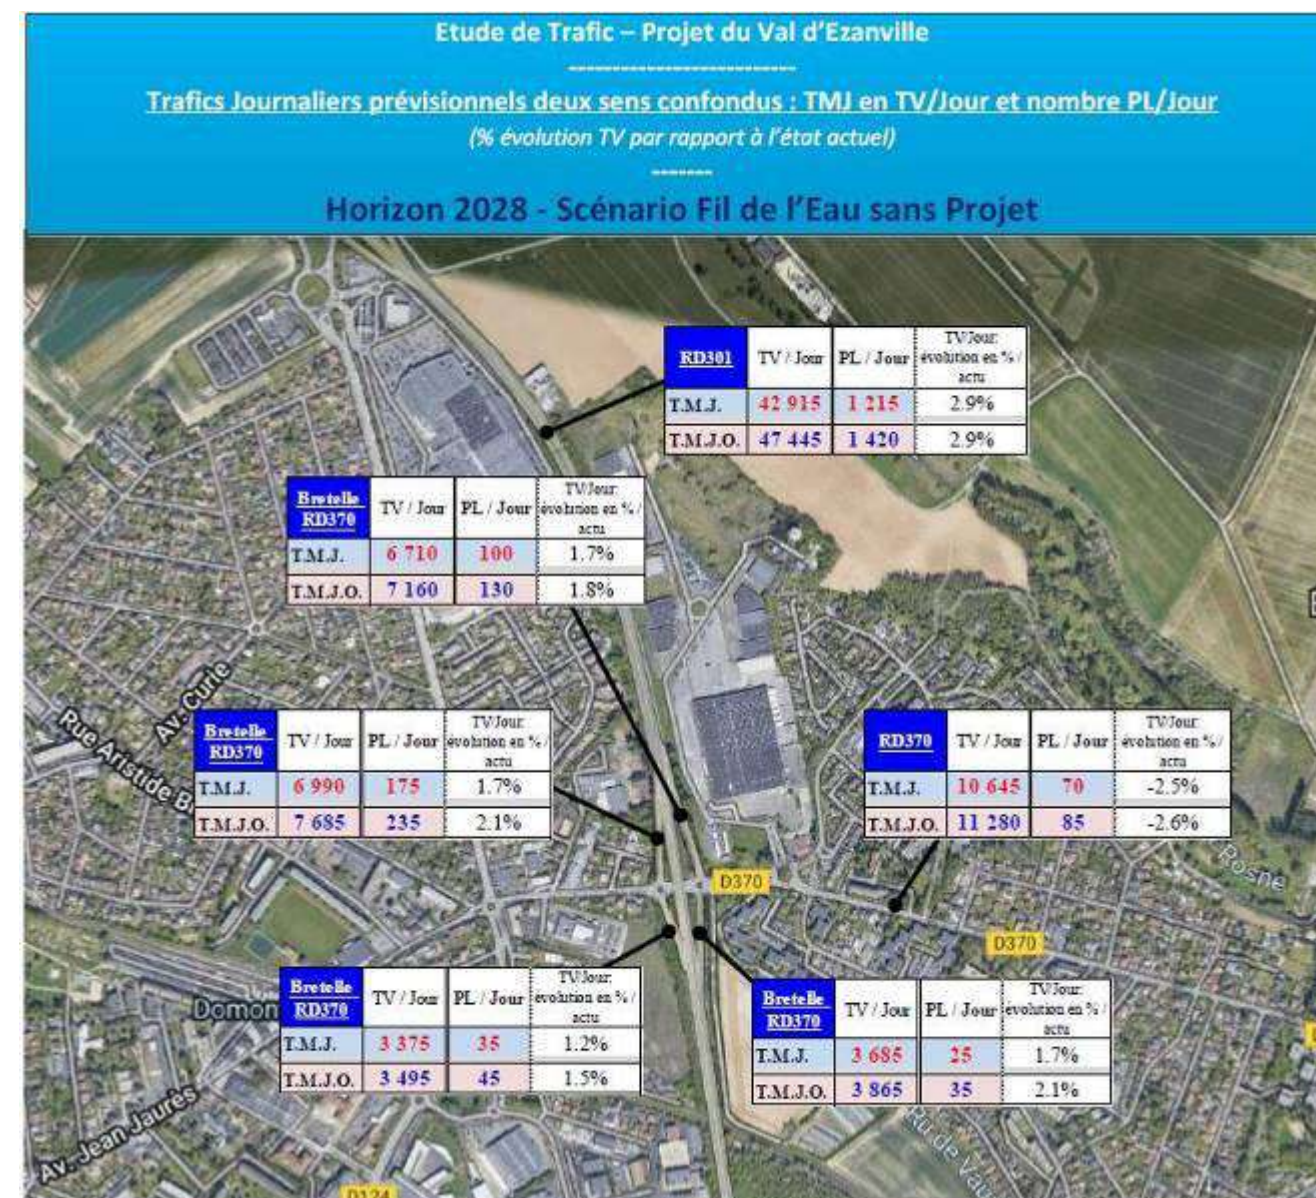 Etude de Trafic – Projet du Val d'Ezanville
--------------------------
Trafics Journaliers prévisionnels deux sens confondus : TMJ en TV/Jour et nombre PL/Jour
(% évolution TV par rapport à l'état actuel)
-------
Horizon 2028 - Scénario Fil de l'Eau sans Projet
RD301 TV / Jour PL / Jour TV/Jour: évolution en % / actu
T.M.J. 42 915 1 215 2.9%
T.M.J.O. 47 445 1 420 2.9%
Bretelle RD370 TV / Jour PL / Jour TV/Jour: évolution en % / actu
T.M.J. 6 710 100 1.7%
T.M.J.O. 7 160 130 1.8%
Av. Curie
Rue Aristide B
Bretelle RD370 TV / Jour PL / Jour TV/Jour: évolution en % / actu
T.M.J. 6 990 175 1.7%
T.M.J.O. 7 685 235 2.1%
RD370 TV / Jour PL / Jour TV/Jour: évolution en % / actu
T.M.J. 10 645 70 -2.5%
T.M.J.O. 11 280 85 -2.6%
Rosne
D370
D370
Domon
Bretelle RD370 TV / Jour PL / Jour TV/Jour: évolution en % / actu
T.M.J. 3 375 35 1.2%
T.M.J.O. 3 495 45 1.5%
Bretelle RD370 TV / Jour PL / Jour TV/Jour: évolution en % / actu
T.M.J. 3 685 25 1.7%
T.M.J.O. 3 865 35 2.1%
Av. Jean Jaurès
Ru de Vau
D124